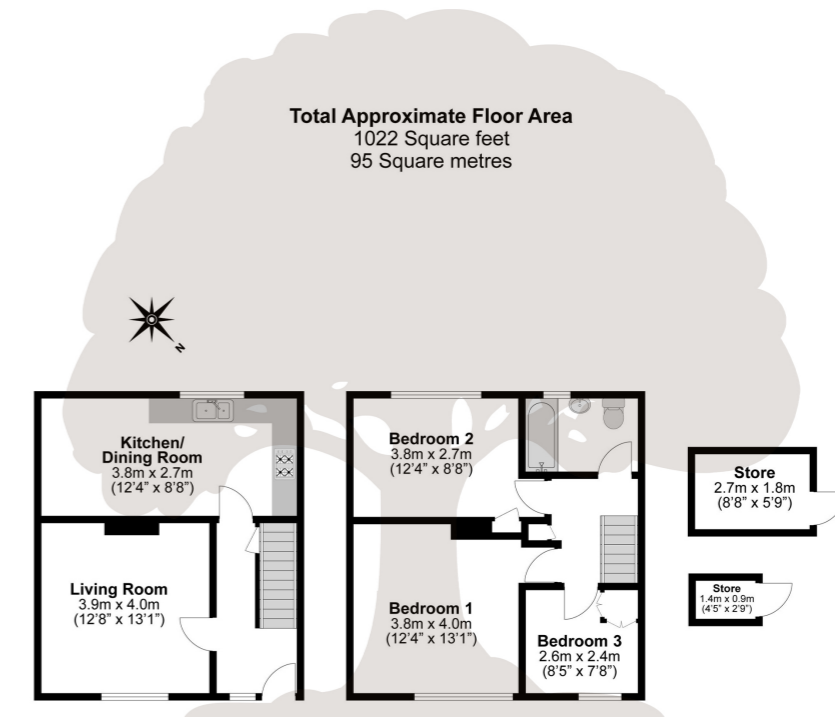 Total Approximate Floor Area
1022 Square feet
95 Square metres
N
Kitchen/
Dining Room
3.8m x 2.7m
(12'4" x 8'8")
Living Room
3.9m x 4.0m
(12'8" x 13'1")
Bedroom 2
3.8m x 2.7m
(12'4" x 8'8")
Bedroom 1
3.8m x 4.0m
(12'4" x 13'1")
Bedroom 3
2.6m x 2.4m
(8'5" x 7'8")
Store
2.7m x 1.8m
(8'8" x 5'9")
Store
1.4m x 0.9m
(4'5" x 2'9")